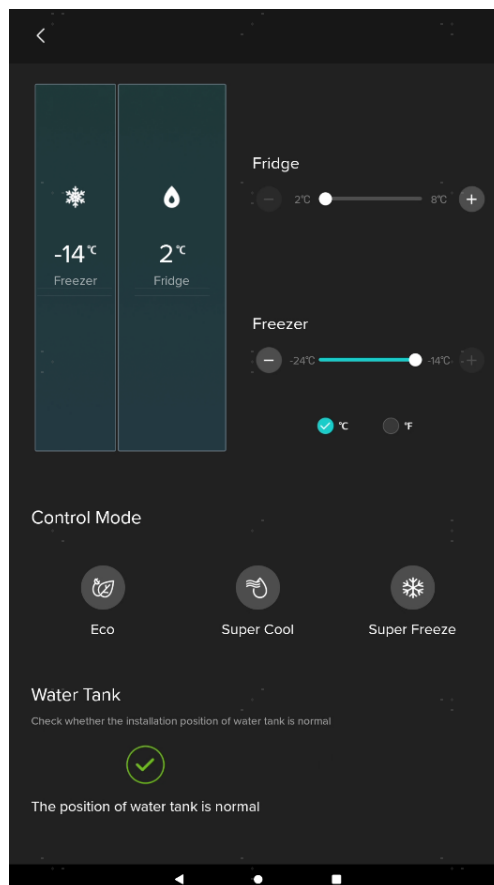 -14℃
Freezer
2℃
Fridge
Fridge
2℃
8℃
Freezer
-24℃
-14℃
℃
℉
Control Mode
Eco
Super Cool
Super Freeze
Water Tank
Check whether the installation position of water tank is normal
The position of water tank is normal